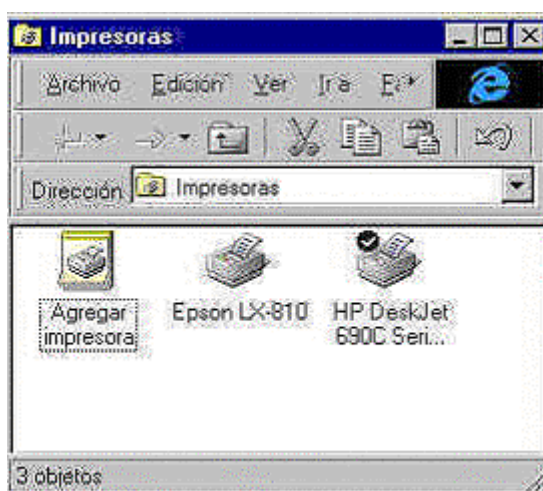 Impresoras
Archivo Edición Ver Ir a
Dirección Impresoras
Agregar impresora
Epson LX-810
HP DeskJet 690C Seri...
3 objetos